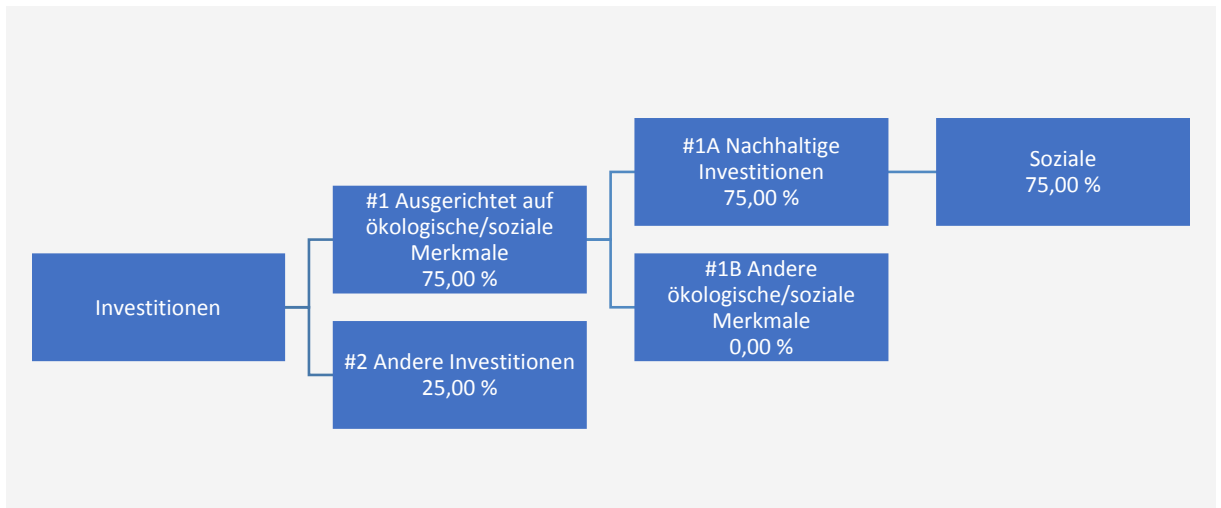 Investitionen
#1 Ausgerichtet auf
ökologische/soziale
Merkmale
75,00 %
#2 Andere Investitionen
25,00 %
#1A Nachhaltige
Investitionen
75,00 %
#1B Andere
ökologische/soziale
Merkmale
0,00 %
Soziale
75,00 %